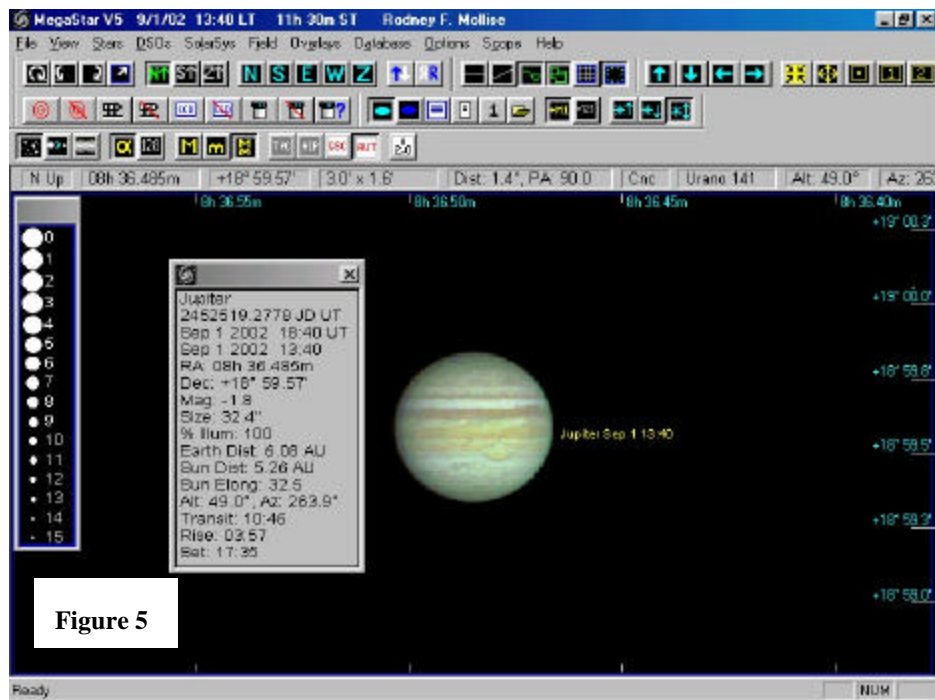 MegaStar V5 9/1/02 13:40 LT 11h 30m ST Rodney F. Mollise
File View Stars DSOs SolarSys Field Overlays Database Options Scope Help
N S E W Z R
1
M m
N Up 08h 36.485m +18° 59.57' 3.0' x 1.6' Dist: 1.4", PA: 90.0 Cnc Urano 141 Alt: 49.0° Az: 263
8h 36.55m 8h 36.50m 8h 36.45m 8h 36.40m
+19° 00.3'
+19° 00.0'
+18° 59.8'
+18° 59.5'
+18° 59.3'
+18° 59.0'
0
1
2
3
4
5
6
7
8
9
10
11
12
13
14
15
Jupiter
2452519.2778 JD UT
Sep 1 2002 18:40 UT
Sep 1 2002 13:40
RA: 08h 36.485m
Dec: +18° 59.57'
Mag: -1.8
Size: 32.4"
% Illum: 100
Earth Dist: 6.08 AU
Sun Dist: 5.26 AU
Sun Elong: 32.5
Alt: 49.0°, Az: 263.9°
Transit: 10:46
Rise: 03:57
Set: 17:35
Jupiter Sep 1 13:40
Figure 5
Ready NUM